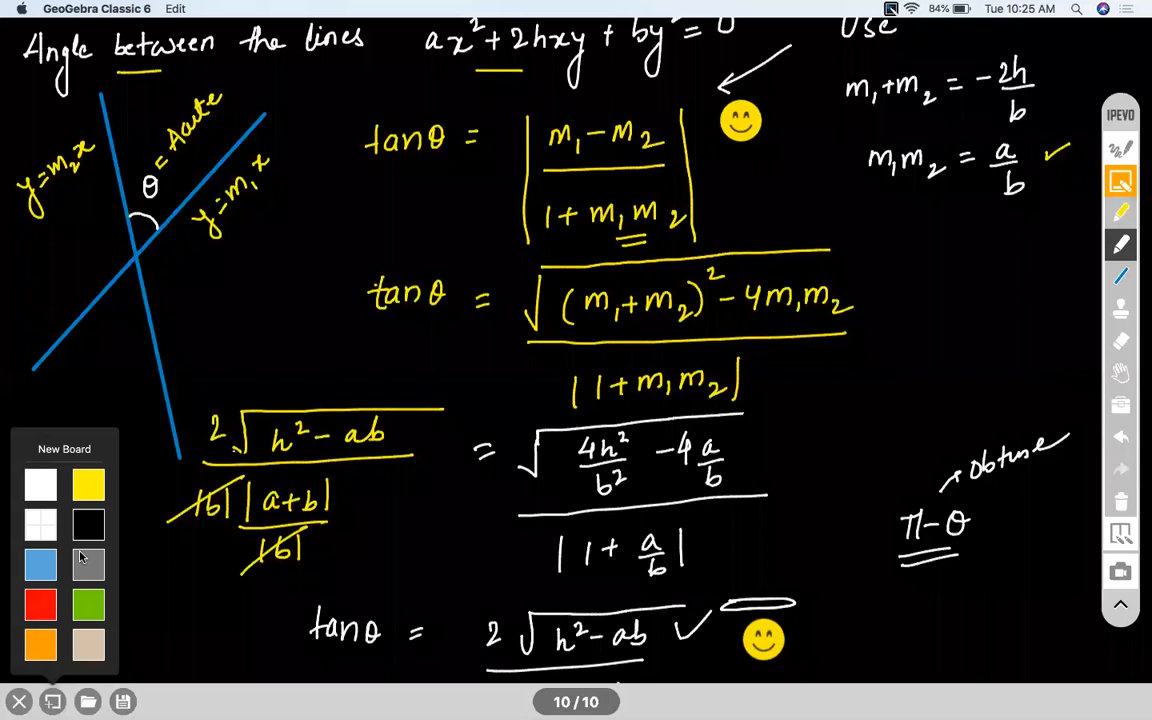 GeoGebra Classic 6 Edit 84% Tue 10:25 AM
Angle between the lines ax²+2hxy + by² = 0 Use
m₁+m₂ = -2h/b
m₁m₂ = a/b ✓
y=m₂x
θ = Acute
y=m₁x
tanθ = |(m₁-m₂)/(1+m₁m₂)|
tanθ = √((m₁+m₂)²-4m₁m₂)/|1+m₁m₂|
= √(4h²/b² -4a/b)/|1+a/b|
2√(h²-ab)
|b| |a+b|
|b|
obtuse
π-θ
tanθ = 2√(h²-ab) ✓
IPEVO
New Board
10 / 10